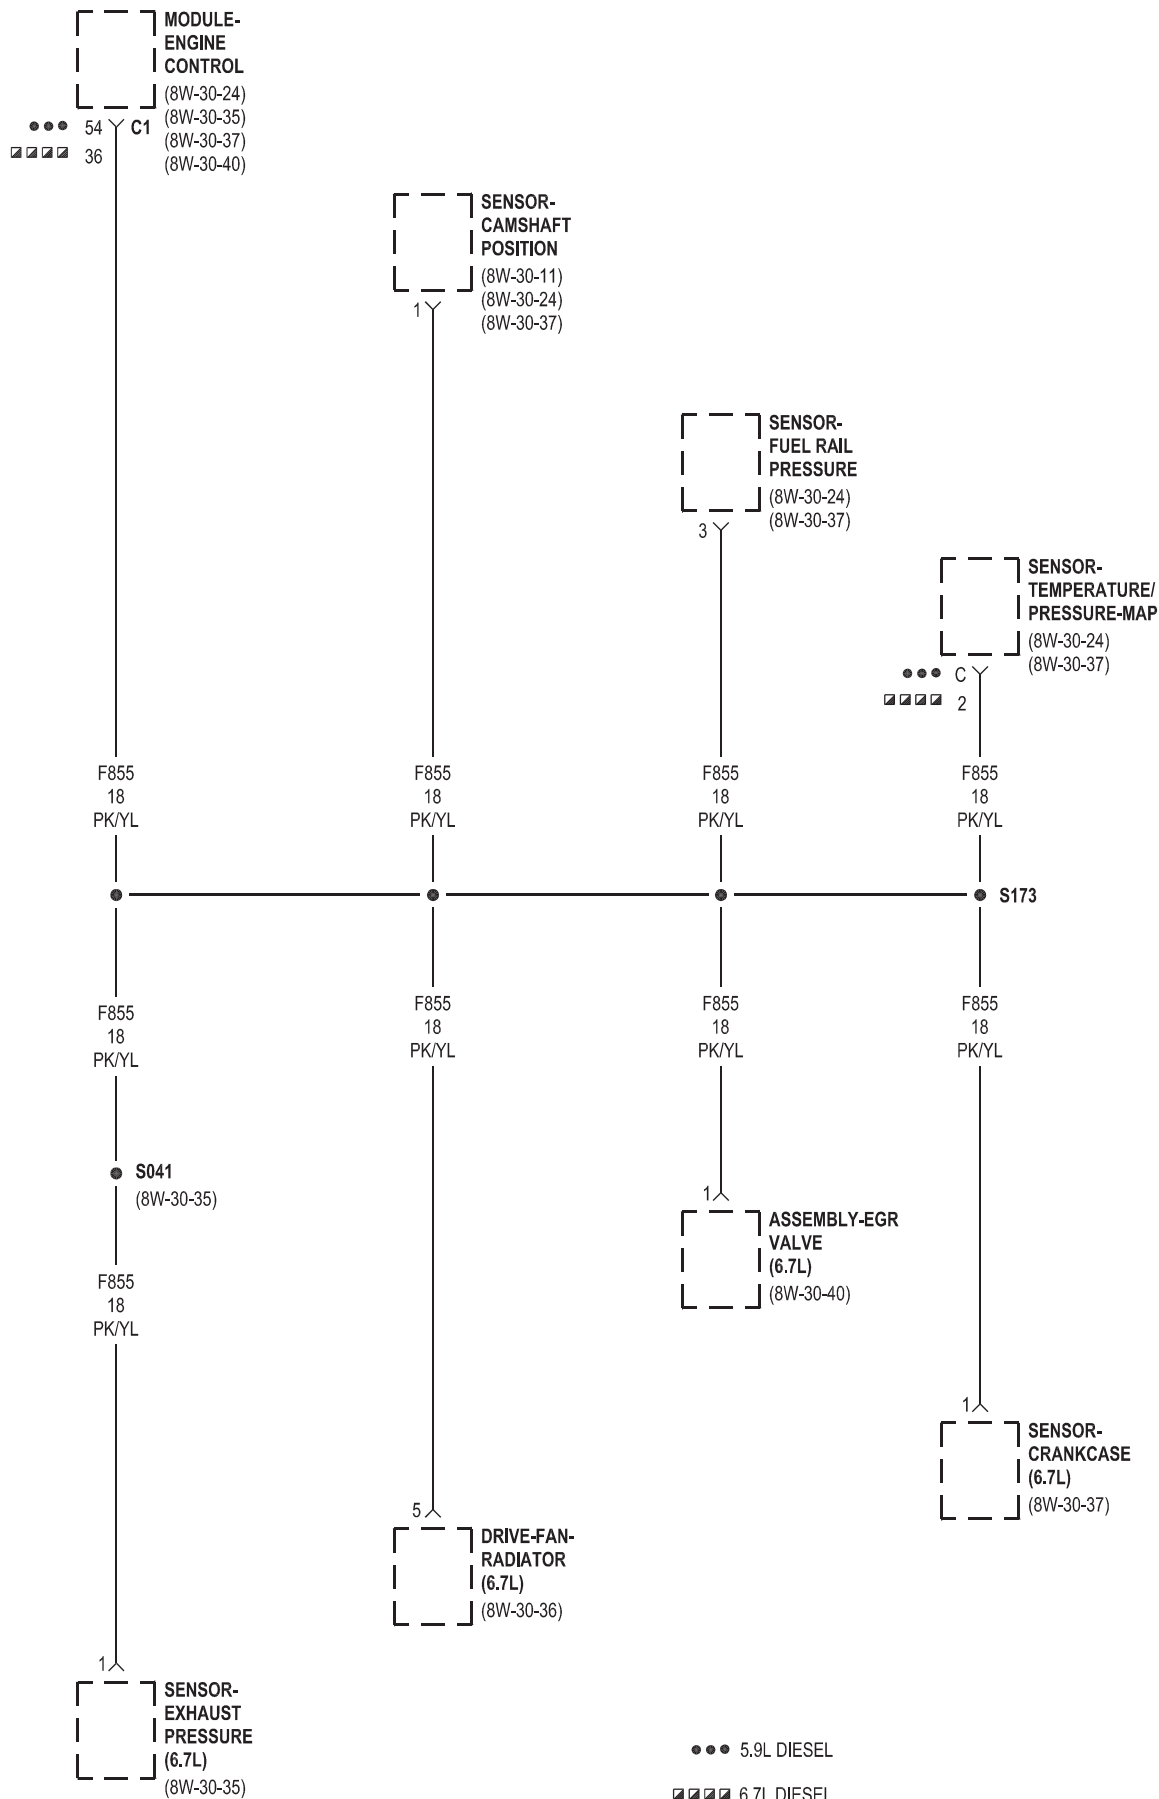 MODULE-
ENGINE
CONTROL
(8W-30-24)
(8W-30-35)
(8W-30-37)
(8W-30-40)
54 C1
36
SENSOR-
CAMSHAFT
POSITION
(8W-30-11)
(8W-30-24)
(8W-30-37)
1
SENSOR-
FUEL RAIL
PRESSURE
(8W-30-24)
(8W-30-37)
3
SENSOR-
TEMPERATURE/
PRESSURE-MAP
(8W-30-24)
(8W-30-37)
C
2
F855 F855 F855 F855
18 18 18 18
PK/YL PK/YL PK/YL PK/YL
S173
F855 F855 F855 F855
18 18 18 18
PK/YL PK/YL PK/YL PK/YL
S041
(8W-30-35)
F855
18
PK/YL
1
ASSEMBLY-EGR
VALVE
(6.7L)
(8W-30-40)
1
SENSOR-
CRANKCASE
(6.7L)
(8W-30-37)
5
DRIVE-FAN-
RADIATOR
(6.7L)
(8W-30-36)
1
SENSOR-
EXHAUST
PRESSURE
(6.7L)
(8W-30-35)
5.9L DIESEL
6.7L DIESEL